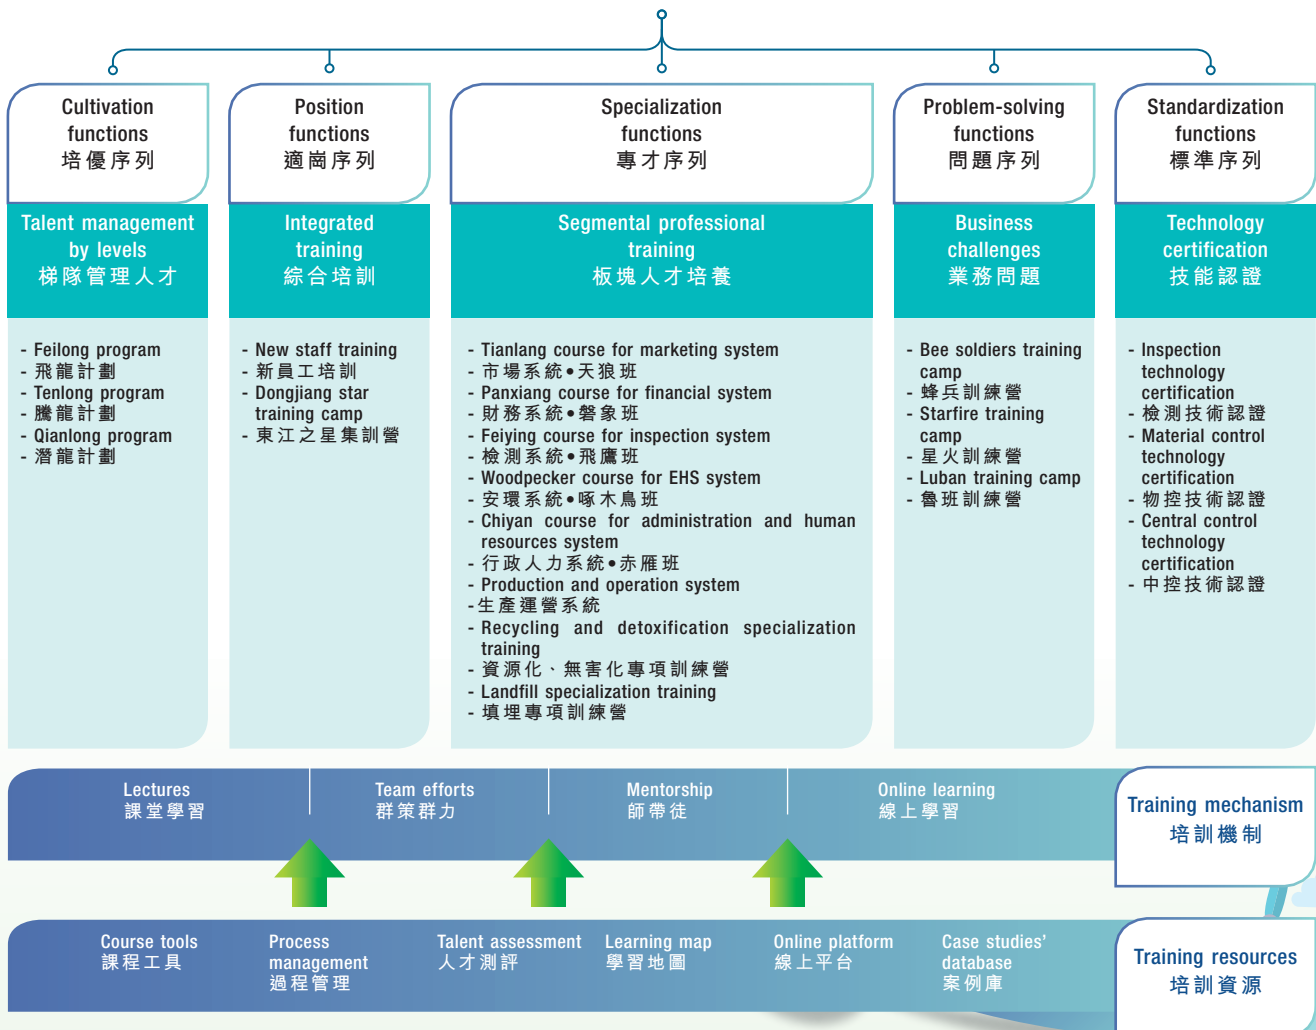 Cultivation
functions
培優序列
Position
functions
適崗序列
Specialization
functions
專才序列
Problem-solving
functions
問題序列
Standardization
functions
標準序列
Talent management
by levels
梯隊管理人才
Integrated
training
綜合培訓
Segmental professional
training
板塊人才培養
Business
challenges
業務問題
Technology
certification
技能認證
- Feilong program
- 飛龍計劃
- Tenlong program
- 騰龍計劃
- Qianlong program
- 潛龍計劃
- New staff training
- 新員工培訓
- Dongjiang star
training camp
- 東江之星集訓營
- Tianlang course for marketing system
- 市場系統•天狼班
- Panxiang course for financial system
- 財務系統•磐象班
- Feiying course for inspection system
- 檢測系統•飛鷹班
- Woodpecker course for EHS system
- 安環系統•啄木鳥班
- Chiyan course for administration and human
resources system
- 行政人力系統•赤雁班
- Production and operation system
-生產運營系統
- Recycling and detoxification specialization
training
- 資源化、無害化專項訓練營
- Landfill specialization training
- 填埋專項訓練營
- Bee soldiers training
camp
- 蜂兵訓練營
- Starfire training
camp
- 星火訓練營
- Luban training camp
- 魯班訓練營
- Inspection
technology
certification
- 檢測技術認證
- Material control
technology
certification
- 物控技術認證
- Central control
technology
certification
- 中控技術認證
Lectures
課堂學習
Team efforts
群策群力
Mentorship
師帶徒
Online learning
線上學習
Training mechanism
培訓機制
Course tools
課程工具
Process
management
過程管理
Talent assessment
人才測評
Learning map
學習地圖
Online platform
線上平台
Case studies'
database
案例庫
Training resources
培訓資源